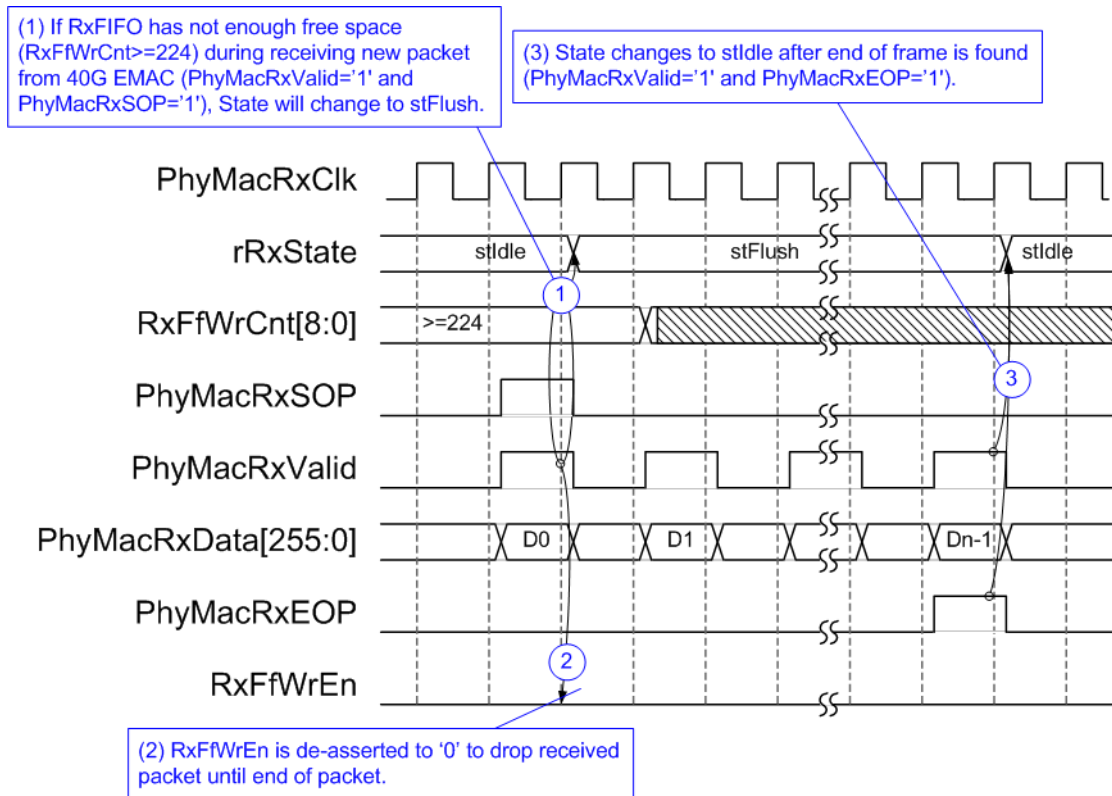 (1) If RxFIFO has not enough free space
(RxFfWrCnt>=224) during receiving new packet
from 40G EMAC (PhyMacRxValid='1' and
PhyMacRxSOP='1'), State will change to stFlush.
(3) State changes to stIdle after end of frame is found
(PhyMacRxValid='1' and PhyMacRxEOP='1').
PhyMacRxClk
rRxState
stIdle
stFlush
stIdle
1
RxFfWrCnt[8:0]
>=224
PhyMacRxSOP
3
PhyMacRxValid
PhyMacRxData[255:0]
D0
D1
Dn-1
PhyMacRxEOP
2
RxFfWrEn
(2) RxFfWrEn is de-asserted to ‘0’ to drop received
packet until end of packet.